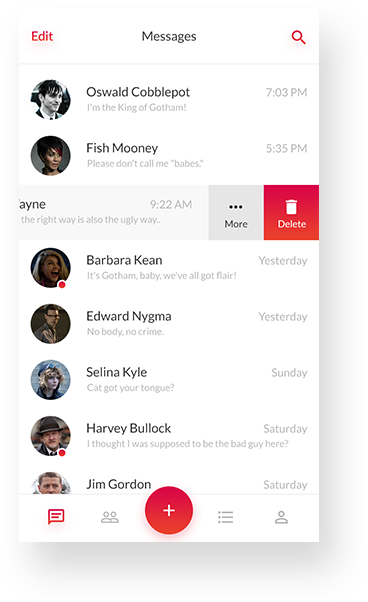 Edit Messages
Oswald Cobblepot 7:03 PM
I'm the King of Gotham!
Fish Mooney 5:35 PM
Please don't call me "babes."
ayne 9:22 AM
the right way is also the ugly way..
More Delete
Barbara Kean Yesterday
It's Gotham, baby, we've all got flair!
Edward Nygma Yesterday
No body, no crime.
Selina Kyle Sunday
Cat got your tongue?
Harvey Bullock Saturday
I thought I was supposed to be the bad guy here?
Jim Gordon Saturday